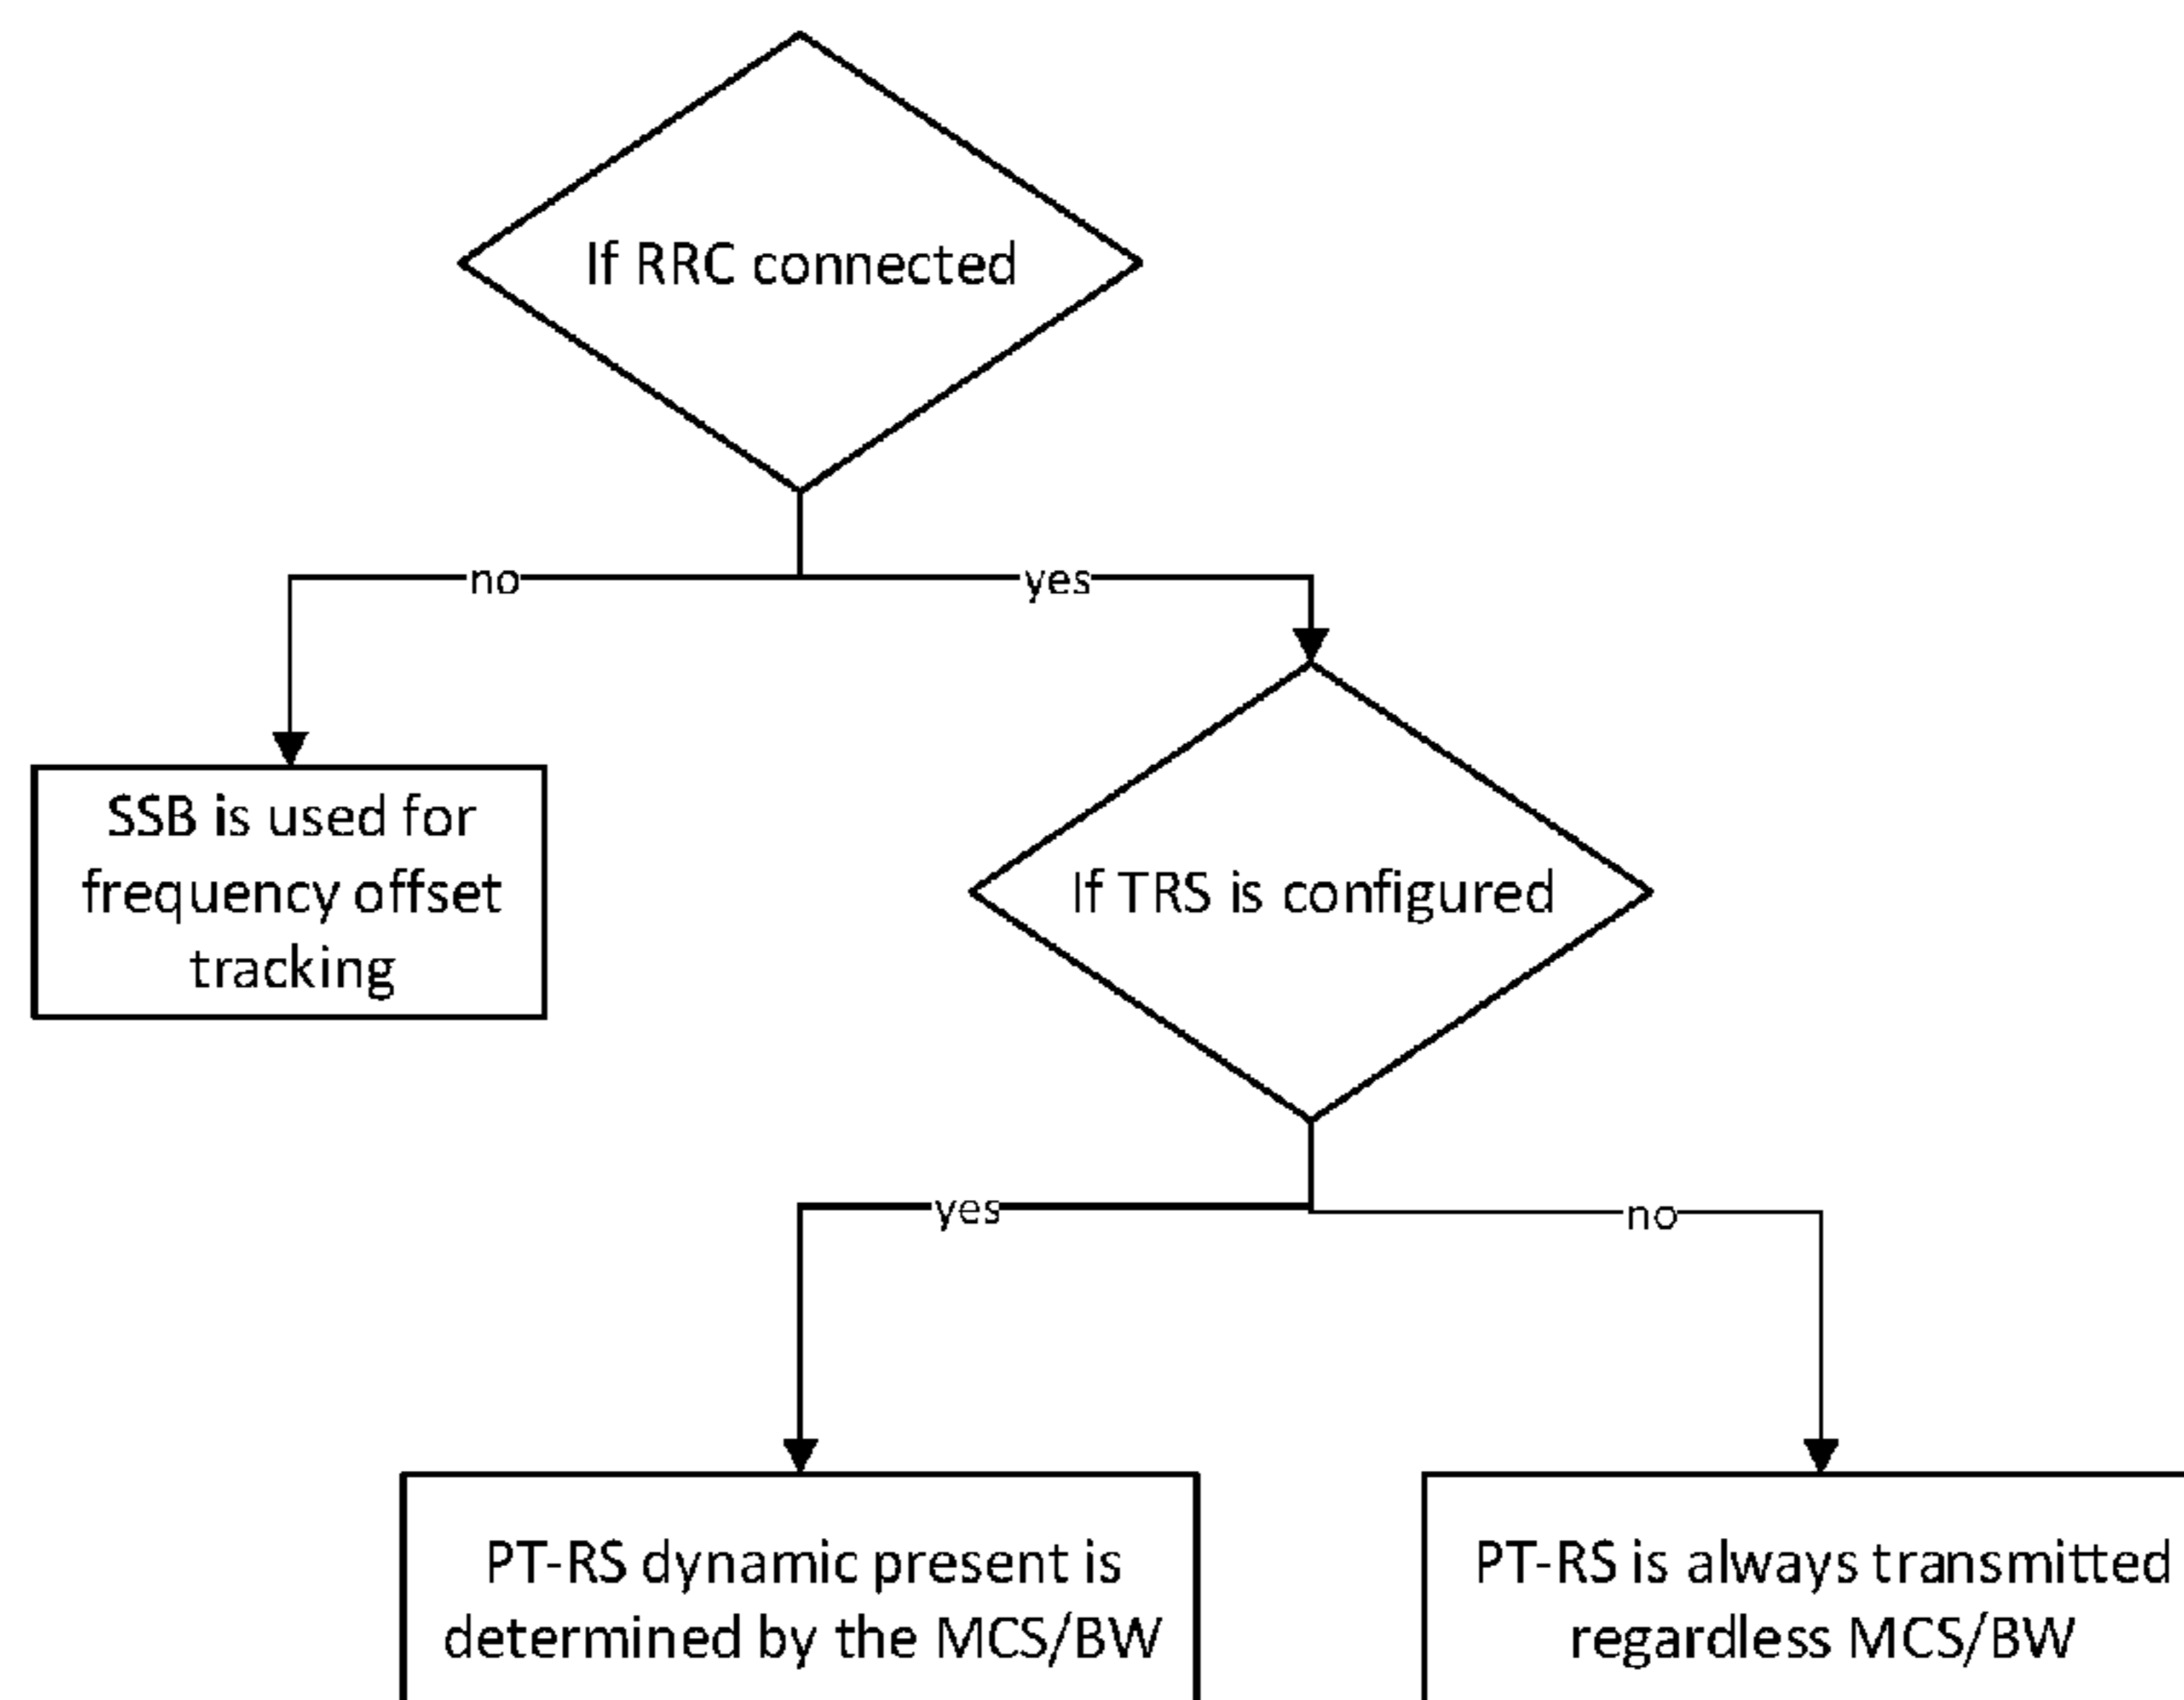 If RRC connected
no
yes
SSB is used for
frequency offset
tracking
If TRS is configured
yes
no
PT-RS dynamic present is
determined by the MCS/BW
PT-RS is always transmitted
regardless MCS/BW